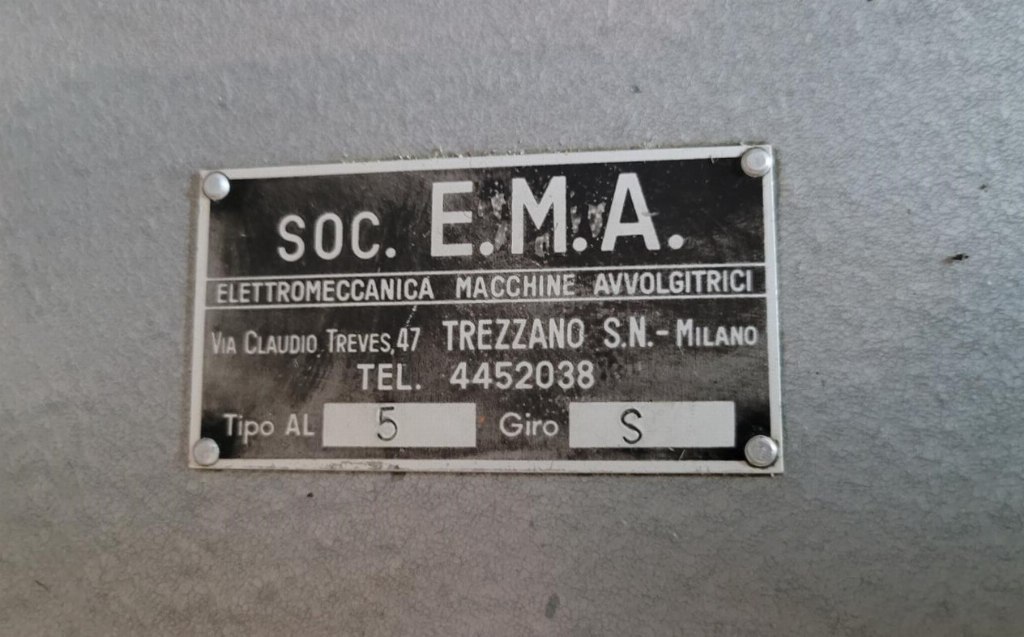 SOC. E.M.A.
ELETTROMECCANICA MACCHINE AVVOLGITRICI
VIA CLAUDIO TREVES, 47 TREZZANO S.N. - MILANO
TEL. 4452038
Tipo AL 5 Giro S